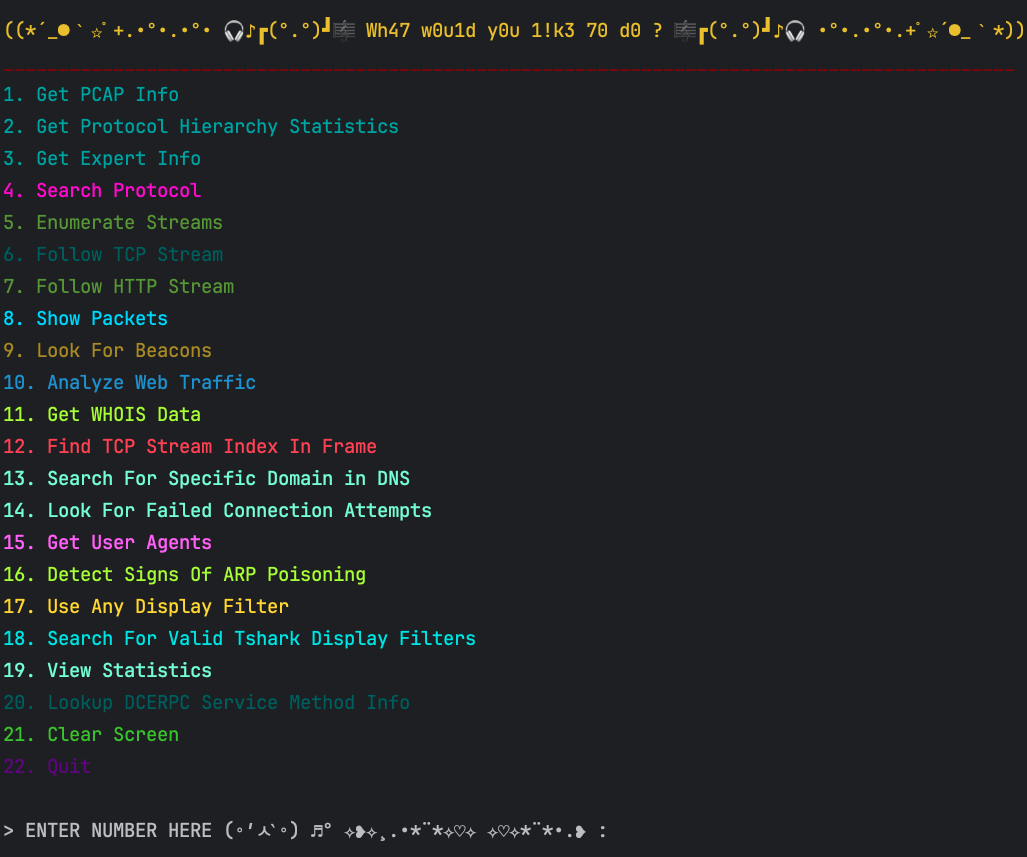 ((*´_●｀☆ﾟ+.•°•.•°• 🎧♪┏(°.°)┛🎼 Wh47 w0u1d y0u 1!k3 70 d0 ? 🎼┏(°.°)┛♪🎧 •°•.•°•.+ﾟ☆´●_｀*))
1. Get PCAP Info
2. Get Protocol Hierarchy Statistics
3. Get Expert Info
4. Search Protocol
5. Enumerate Streams
6. Follow TCP Stream
7. Follow HTTP Stream
8. Show Packets
9. Look For Beacons
10. Analyze Web Traffic
11. Get WHOIS Data
12. Find TCP Stream Index In Frame
13. Search For Specific Domain in DNS
14. Look For Failed Connection Attempts
15. Get User Agents
16. Detect Signs Of ARP Poisoning
17. Use Any Display Filter
18. Search For Valid Tshark Display Filters
19. View Statistics
20. Lookup DCERPC Service Method Info
21. Clear Screen
22. Quit
> ENTER NUMBER HERE (∘′ㅅ‵∘) ♬° ✧❥✧¸.•*¨*✧♡✧ ✧♡✧*¨*•.❥ :